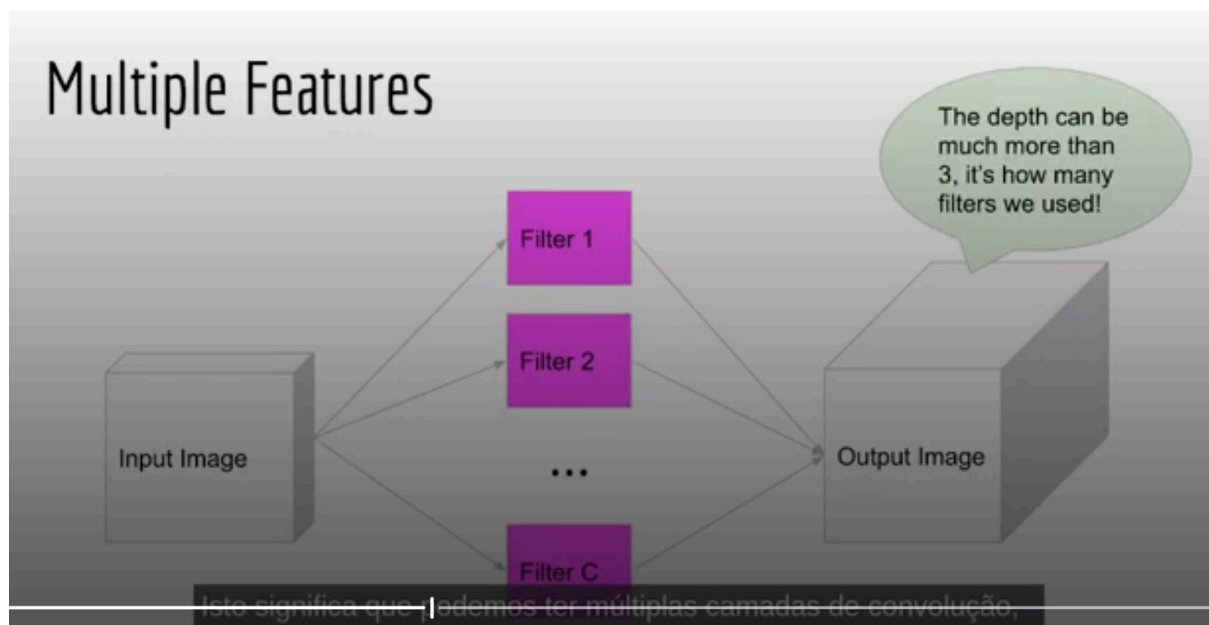 Multiple Features
The depth can be
much more than
3, it's how many
filters we used!
Filter 1
Filter 2
Input Image
...
Output Image
Filter C
Isto significa que podemos ter múltiplas camadas de convolução,